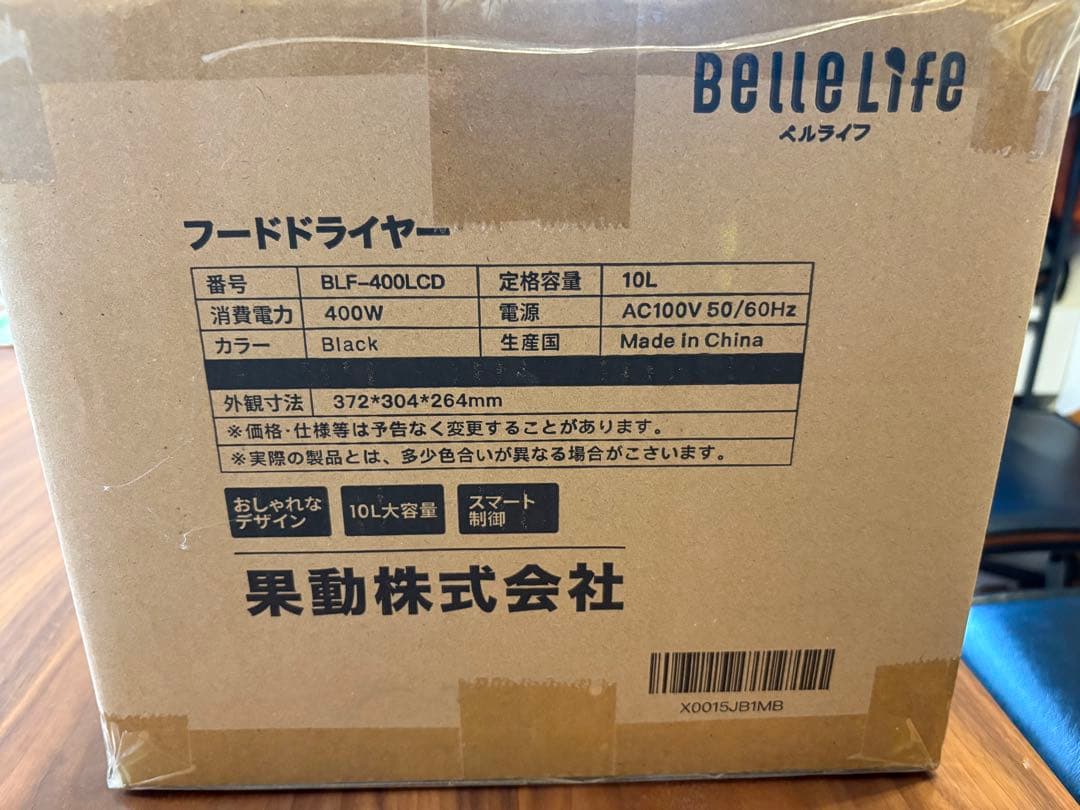 BelleLife
ベルライフ
フードドライヤー
番号 BLF-400LCD 定格容量 10L
消費電力 400W 電源 AC100V 50/60Hz
カラー Black 生産国 Made in China
外観寸法 372*304*264mm
※価格·仕様等は予告なく変更することがあります。
※実際の製品とは、多少色合いが異なる場合がこさいます。
おしゃれな
デザイン
10L大容量
スマート
制御
果動株式会社
X0015JB1MB